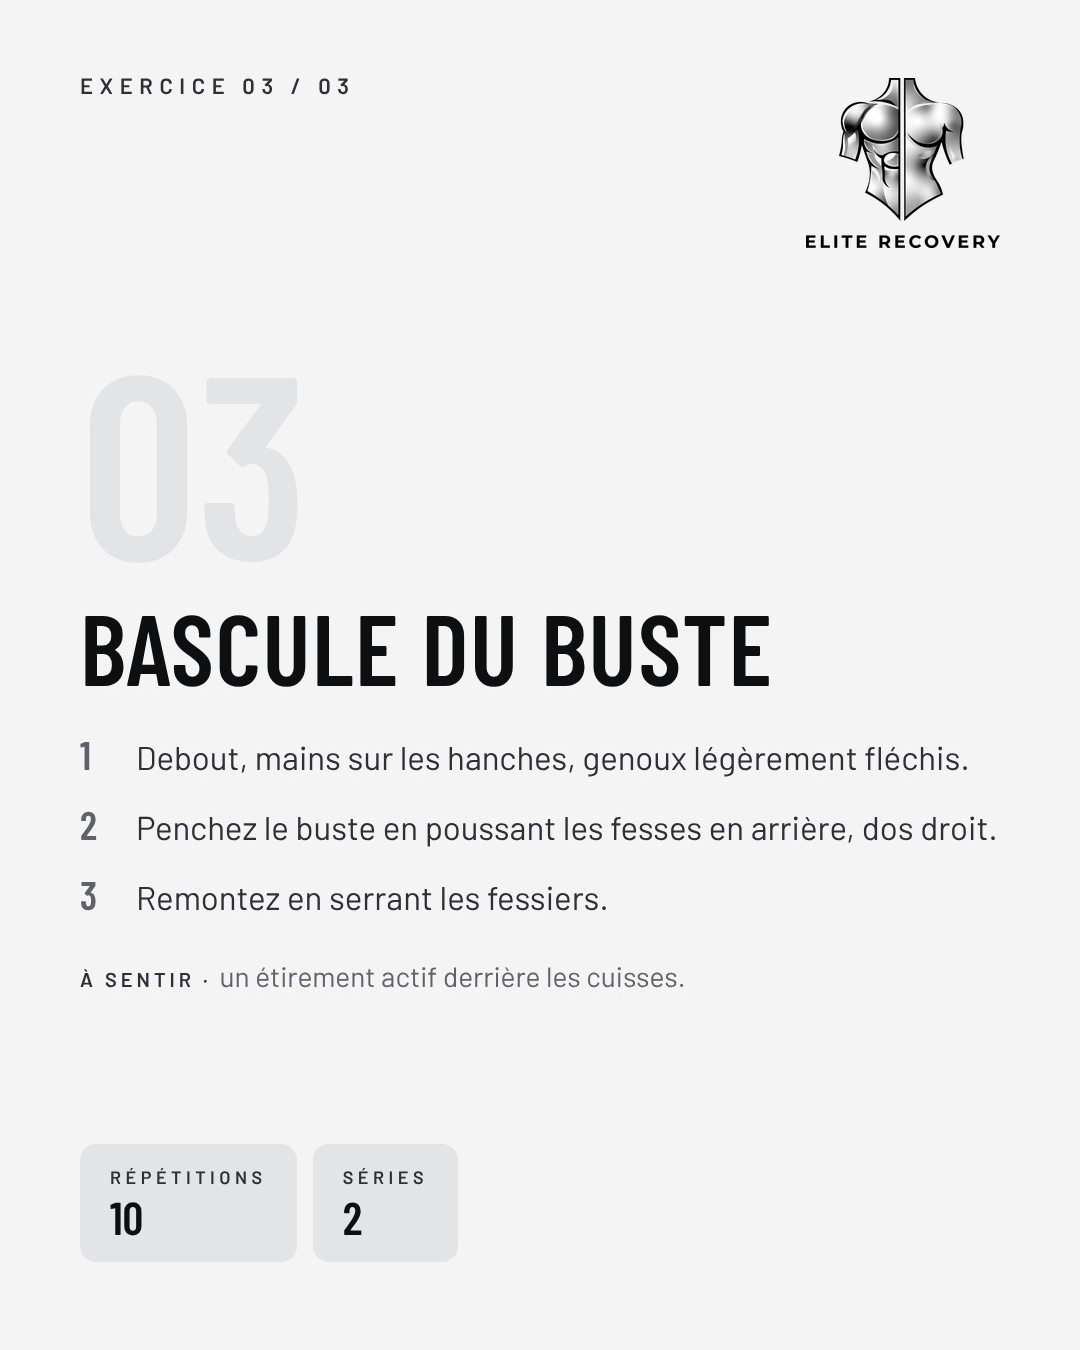 EXERCICE 03 / 03
ELITE RECOVERY
03
BASCULE DU BUSTE
1 Debout, mains sur les hanches, genoux légèrement fléchis.
2 Penchez le buste en poussant les fesses en arrière, dos droit.
3 Remontez en serrant les fessiers.
À SENTIR · un étirement actif derrière les cuisses.
RÉPÉTITIONS
10
SÉRIES
2